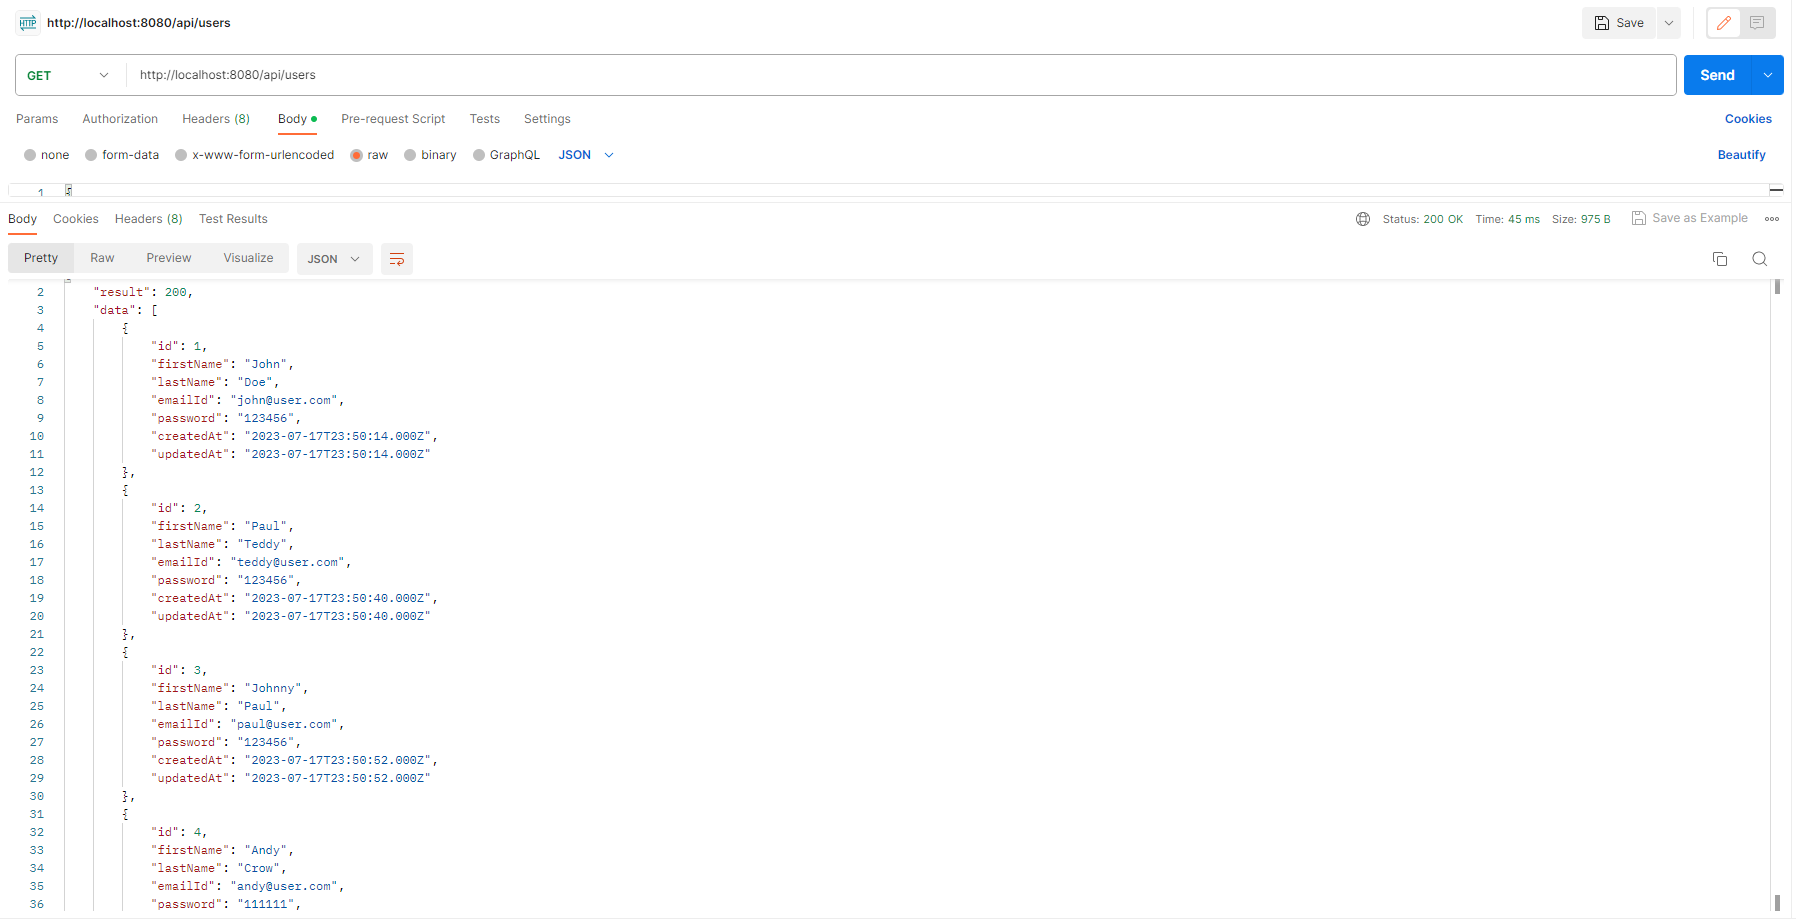 HTTP http://localhost:8080/api/users Save
GET http://localhost:8080/api/users Send
Params Authorization Headers (8) Body Pre-request Script Tests Settings Cookies
none form-data x-www-form-urlencoded raw binary GraphQL JSON Beautify
1 {
Body Cookies Headers (8) Test Results Status: 200 OK Time: 45 ms Size: 975 B Save as Example
Pretty Raw Preview Visualize JSON
2 "result": 200,
3 "data": [
4 {
5 "id": 1,
6 "firstName": "John",
7 "lastName": "Doe",
8 "emailId": "john@user.com",
9 "password": "123456",
10 "createdAt": "2023-07-17T23:50:14.000Z",
11 "updatedAt": "2023-07-17T23:50:14.000Z"
12 },
13 {
14 "id": 2,
15 "firstName": "Paul",
16 "lastName": "Teddy",
17 "emailId": "teddy@user.com",
18 "password": "123456",
19 "createdAt": "2023-07-17T23:50:40.000Z",
20 "updatedAt": "2023-07-17T23:50:40.000Z"
21 },
22 {
23 "id": 3,
24 "firstName": "Johnny",
25 "lastName": "Paul",
26 "emailId": "paul@user.com",
27 "password": "123456",
28 "createdAt": "2023-07-17T23:50:52.000Z",
29 "updatedAt": "2023-07-17T23:50:52.000Z"
30 },
31 {
32 "id": 4,
33 "firstName": "Andy",
34 "lastName": "Crow",
35 "emailId": "andy@user.com",
36 "password": "111111",